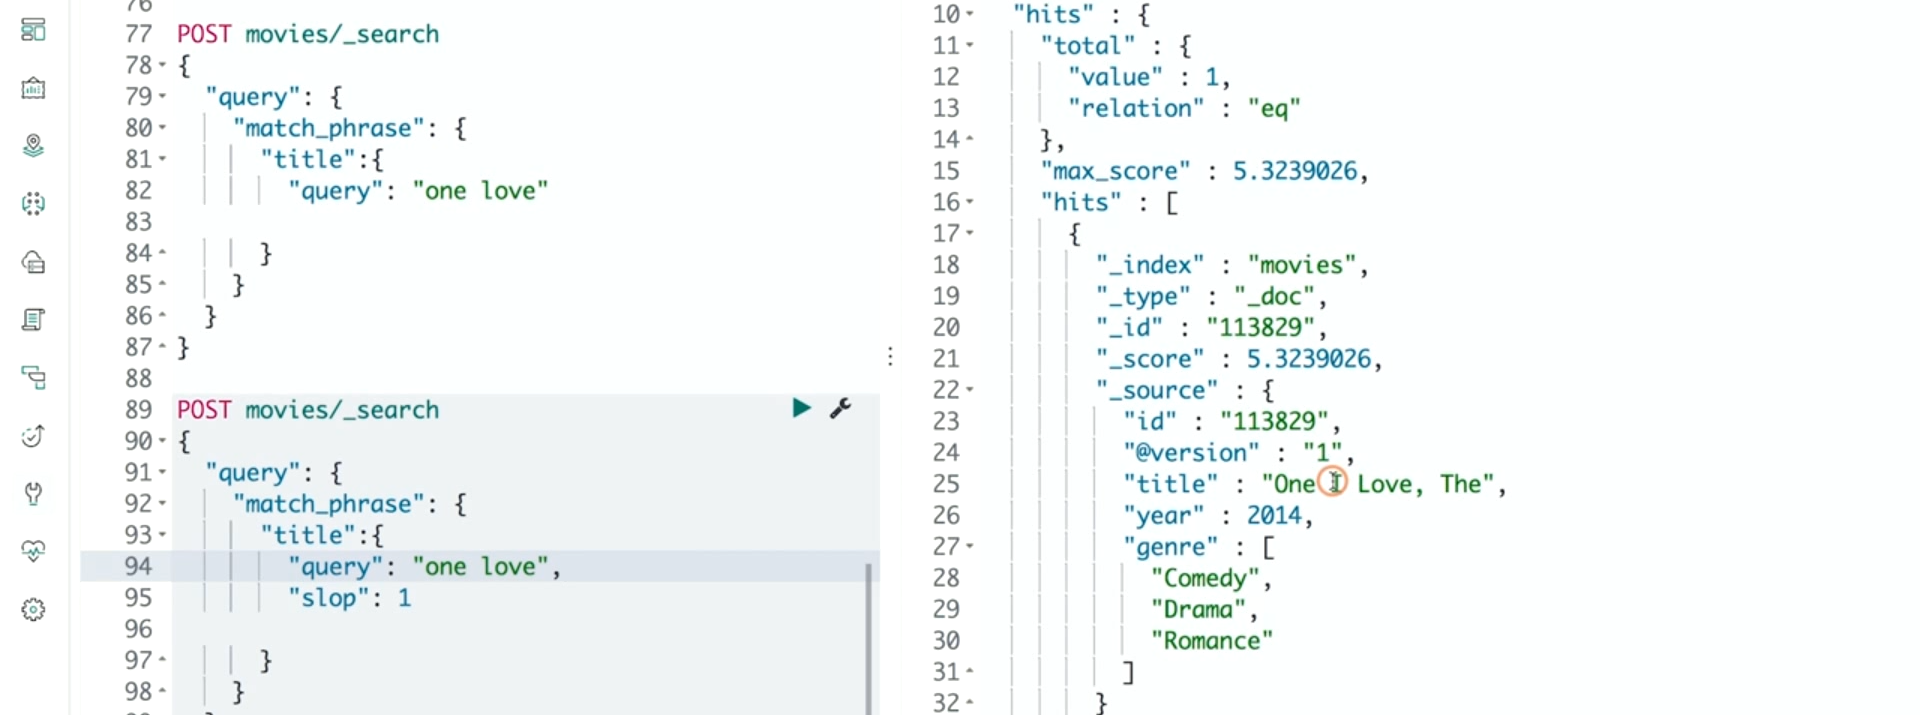 76
77 POST movies/_search
78 {
79 "query": {
80 "match_phrase": {
81 "title":{
82 "query": "one love"
83
84 }
85 }
86 }
87 }
88
89 POST movies/_search
90 {
91 "query": {
92 "match_phrase": {
93 "title":{
94 "query": "one love",
95 "slop": 1
96
97 }
98 }
10 "hits" : {
11 "total" : {
12 "value" : 1,
13 "relation" : "eq"
14 },
15 "max_score" : 5.3239026,
16 "hits" : [
17 {
18 "_index" : "movies",
19 "_type" : "_doc",
20 "_id" : "113829",
21 "_score" : 5.3239026,
22 "_source" : {
23 "id" : "113829",
24 "@version" : "1",
25 "title" : "One I Love, The",
26 "year" : 2014,
27 "genre" : [
28 "Comedy",
29 "Drama",
30 "Romance"
31 ]
32 }